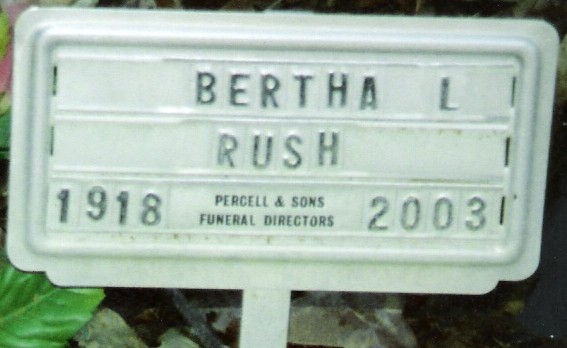 BERTHA L
RUSH
1918 PERCELL & SONS 2003
FUNERAL DIRECTORS